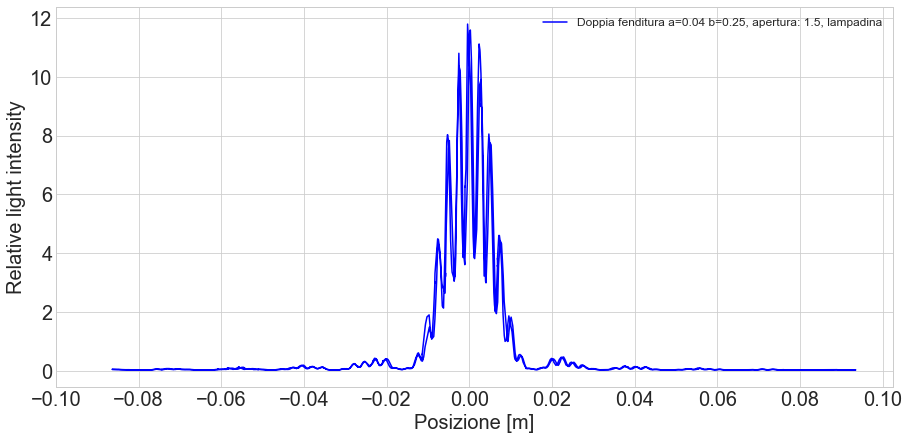 Doppia fenditura a=0.04 b=0.25, apertura: 1.5, lampadina
12
10
8
6
4
2
0
Relative light intensity
−0.10 −0.08 −0.06 −0.04 −0.02 0.00 0.02 0.04 0.06 0.08 0.10
Posizione [m]